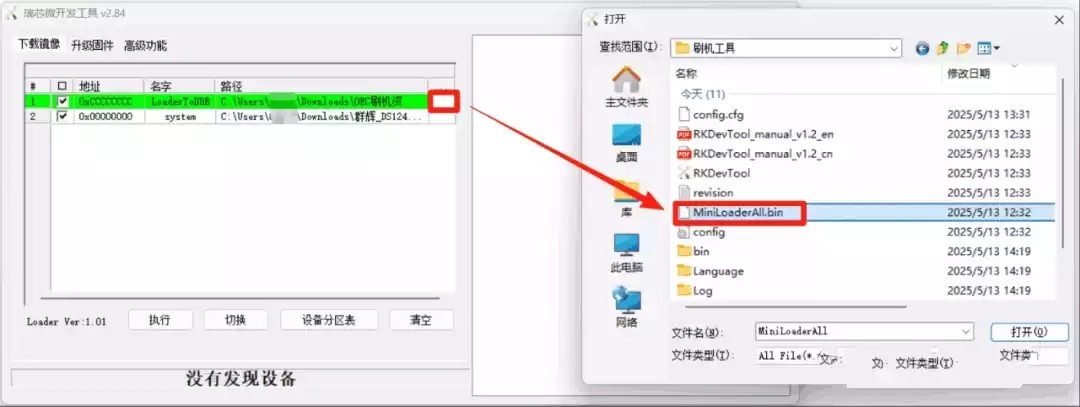 瑞芯微开发工具 v2.84
下载镜像 升级固件 高级功能
# 地址 名字 路径
1 0xCCCCCCCC LoaderToDDR C:\Users\ \Downloads\OEC刷机资.
2 0x00000000 system C:\Users\ \Downloads\群辉_DS124...
Loader Ver:1.01 执行 切换 设备分区表 清空
没有发现设备
打开
查找范围(I): 刷机工具
主文件夹
桌面
库
此电脑
网络
名称 修改日期
今天 (11)
config.cfg 2025/5/13 13:31
RKDevTool_manual_v1.2_en 2025/5/13 12:33
RKDevTool_manual_v1.2_cn 2025/5/13 12:33
RKDevTool 2025/5/13 12:33
revision 2025/5/13 12:33
MiniLoaderAll.bin 2025/5/13 12:32
config 2025/5/13 12:32
bin 2025/5/13 14:19
Language 2025/5/13 14:19
Log 2025/5/13 14:19
文件名(N): MiniLoaderAll 打开(O)
文件类型(T): All File(*. 文件类型(T) 文件类